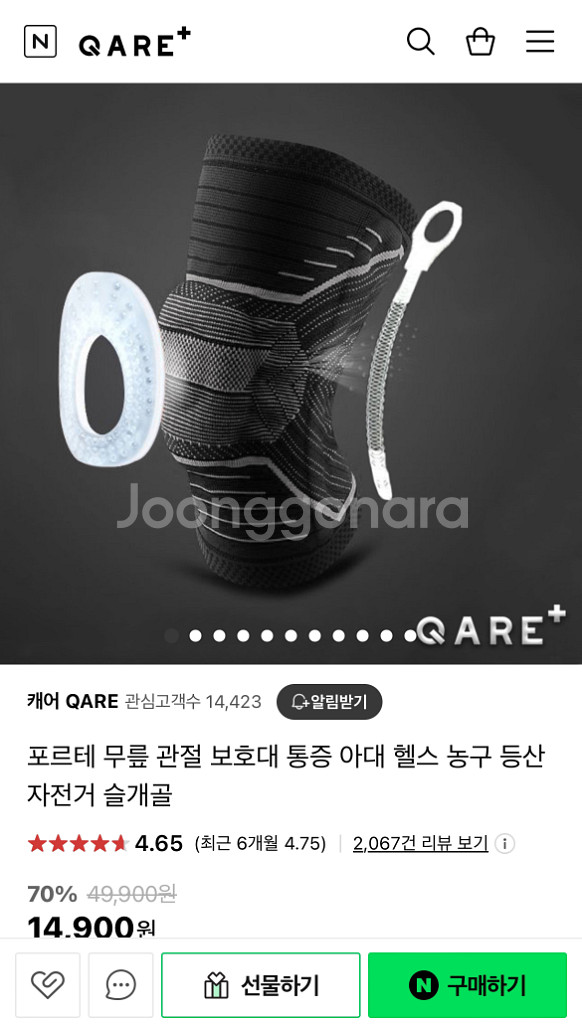 N QARE+
Joonggonara
QARE+
캐어 QARE 관심고객수 14,423 알림받기
포르테 무릎 관절 보호대 통증 아대 헬스 농구 등산
자전거 슬개골
4.65 (최근 6개월 4.75) 2,067건 리뷰 보기
70% 49,900원
14,900원
선물하기 N 구매하기